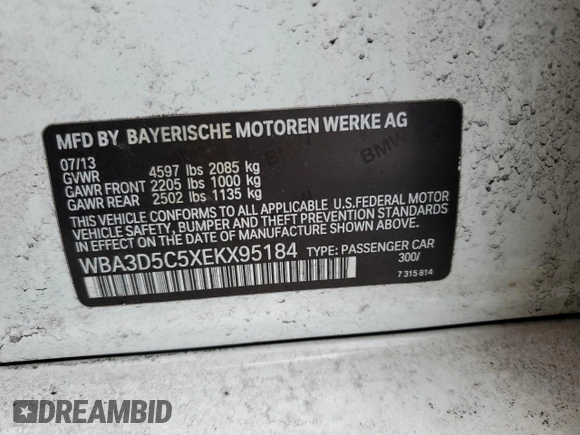 MFD BY BAYERISCHE MOTOREN WERKE AG
07/13
GVWR 4597 lbs 2085 kg
GAWR FRONT 2205 lbs 1000 kg
GAWR REAR 2502 lbs 1135 kg
BMW
THIS VEHICLE CONFORMS TO ALL APPLICABLE U.S.FEDERAL MOTOR
VEHICLE SAFETY, BUMPER AND THEFT PREVENTION STANDARDS
IN EFFECT ON THE DATE OF MANUFACTURE SHOWN ABOVE.
WBA3D5C5XEKX95184 TYPE: PASSENGER CAR
300/
7 315 814
DREAMBID